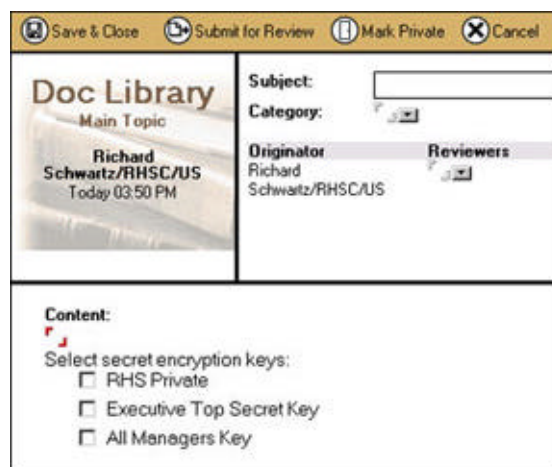 Save & Close Submit for Review Mark Private Cancel
Doc Library
Main Topic
Richard
Schwartz/RHSC/US
Today 03:50 PM
Subject:
Category:
Originator Reviewers
Richard
Schwartz/RHSC/US
Content:
Select secret encryption keys:
RHS Private
Executive Top Secret Key
All Managers Key